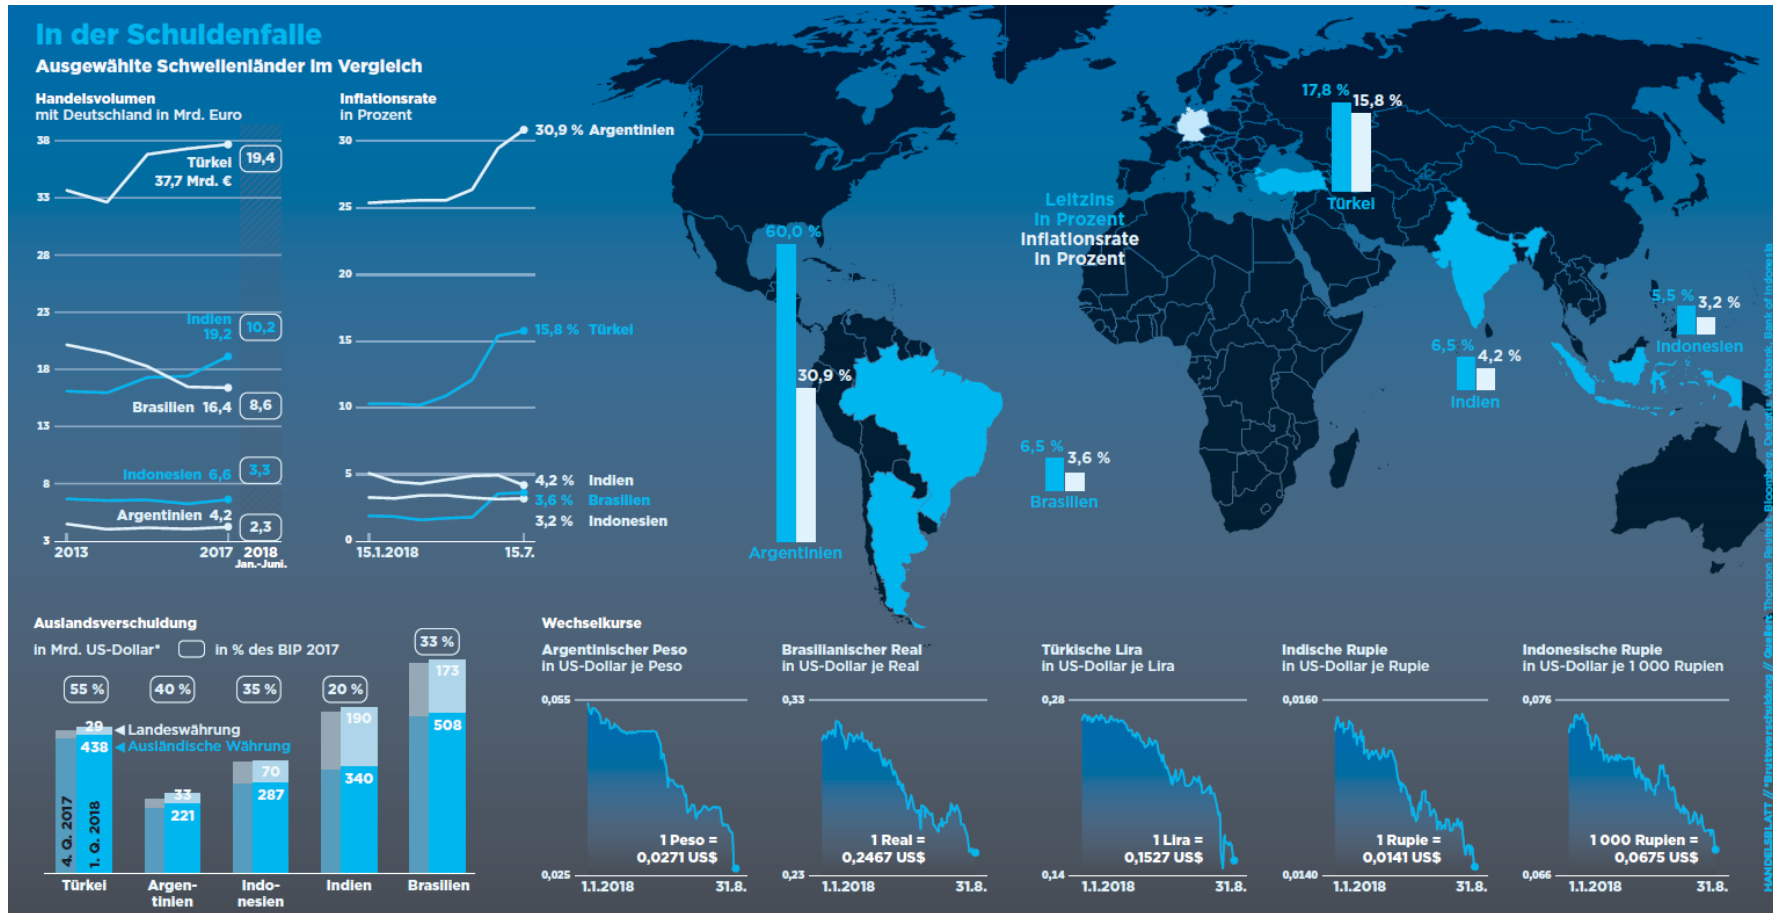 In der Schuldenfalle
Ausgewählte Schwellenländer im Vergleich
Handelsvolumen
mit Deutschland in Mrd. Euro
38
33
28
23
18
13
8
3
Türkei
37,7 Mrd. €
19,4
Indien
19,2
10,2
Brasilien 16,4
8,6
Indonesien 6,6
3,3
Argentinien 4,2
2,3
2013
2017
2018
Jan.-Juni.
Inflationsrate
in Prozent
30
25
20
15
10
5
0
30,9 % Argentinien
15,8 % Türkei
4,2 % Indien
3,6 % Brasilien
3,2 % Indonesien
15.1.2018
15.7.
Leitzins
in Prozent
Inflationsrate
in Prozent
60,0 %
30,9 %
Argentinien
6,5 %
3,6 %
Brasilien
17,8 %
15,8 %
Türkei
6,5 %
4,2 %
Indien
5,5 %
3,2 %
Indonesien
Auslandsverschuldung
in Mrd. US-Dollar*
in % des BIP 2017
55 %
40 %
35 %
20 %
33 %
29
◀ Landeswährung
438
◀ Ausländische Währung
33
221
70
287
190
340
173
508
4. Q. 2017
1. Q. 2018
Türkei
Argen-
tinien
Indo-
nesien
Indien
Brasilien
Wechselkurse
Argentinischer Peso
in US-Dollar je Peso
0,055
0,025
1 Peso =
0,0271 US$
1.1.2018
31.8.
Brasilianischer Real
in US-Dollar je Real
0,33
0,23
1 Real =
0,2467 US$
1.1.2018
31.8.
Türkische Lira
in US-Dollar je Lira
0,28
0,14
1 Lira =
0,1527 US$
1.1.2018
31.8.
Indische Rupie
in US-Dollar je Rupie
0,0160
0,0140
1 Rupie =
0,0141 US$
1.1.2018
31.8.
Indonesische Rupie
in US-Dollar je 1 000 Rupien
0,076
0,066
1 000 Rupien =
0,0675 US$
1.1.2018
31.8.
HANDELSBLATT // *Bruttoverschuldung // Quellen: Thomson Reuters, Bloomberg, Destatis, Weltbank, Bank of Indonesia